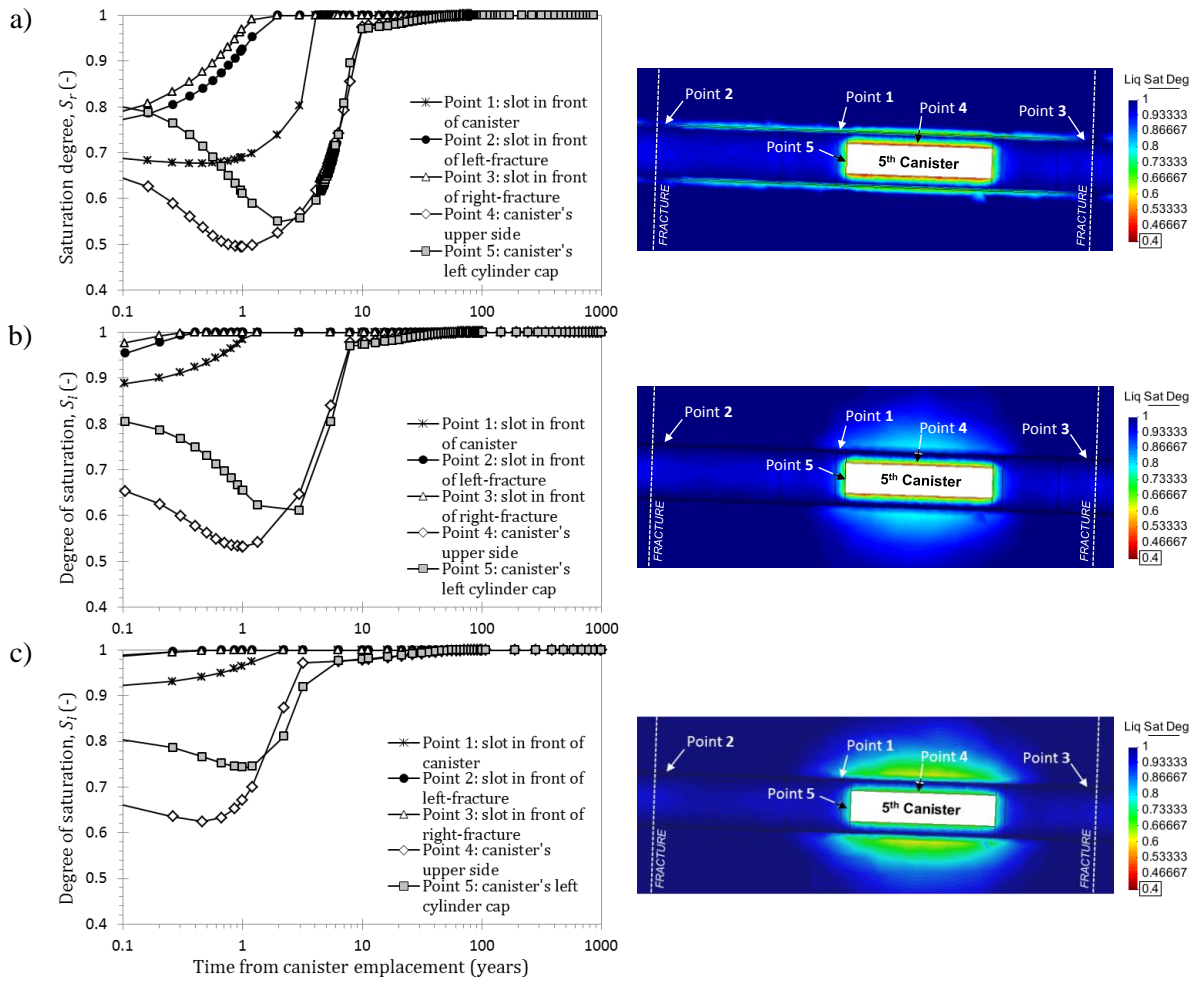 a)
Saturation degree, Sr (-)
1
0.9
0.8
0.7
0.6
0.5
0.4
0.1
1
10
100
1000
Point 1: slot in front
of canister
Point 2: slot in front
of left-fracture
Point 3: slot in front
of right-fracture
Point 4: canister's
upper side
Point 5: canister's
left cylinder cap
Point 2
Point 1
Point 4
Point 3
Point 5
5th Canister
FRACTURE
FRACTURE
Liq Sat Deg
1
0.93333
0.86667
0.8
0.73333
0.66667
0.6
0.53333
0.46667
0.4
b)
Degree of saturation, Sl (-)
1
0.9
0.8
0.7
0.6
0.5
0.4
0.1
1
10
100
1000
Point 1: slot in front
of canister
Point 2: slot in front
of left-fracture
Point 3: slot in front
of right-fracture
Point 4: canister's
upper side
Point 5: canister's
left cylinder cap
Point 2
Point 1
Point 4
Point 3
Point 5
5th Canister
FRACTURE
FRACTURE
Liq Sat Deg
1
0.93333
0.86667
0.8
0.73333
0.66667
0.6
0.53333
0.46667
0.4
c)
Degree of saturation, Sl (-)
1
0.9
0.8
0.7
0.6
0.5
0.4
0.1
1
10
100
1000
Point 1: slot in front of
canister
Point 2: slot in front of
left-fracture
Point 3: slot in front of
right-fracture
Point 4: canister's
upper side
Point 5: canister's left
cylinder cap
Time from canister emplacement (years)
Point 2
Point 1
Point 4
Point 3
Point 5
5th Canister
FRACTURE
FRACTURE
Liq Sat Deg
1
0.93333
0.86667
0.8
0.73333
0.66667
0.6
0.53333
0.46667
0.4